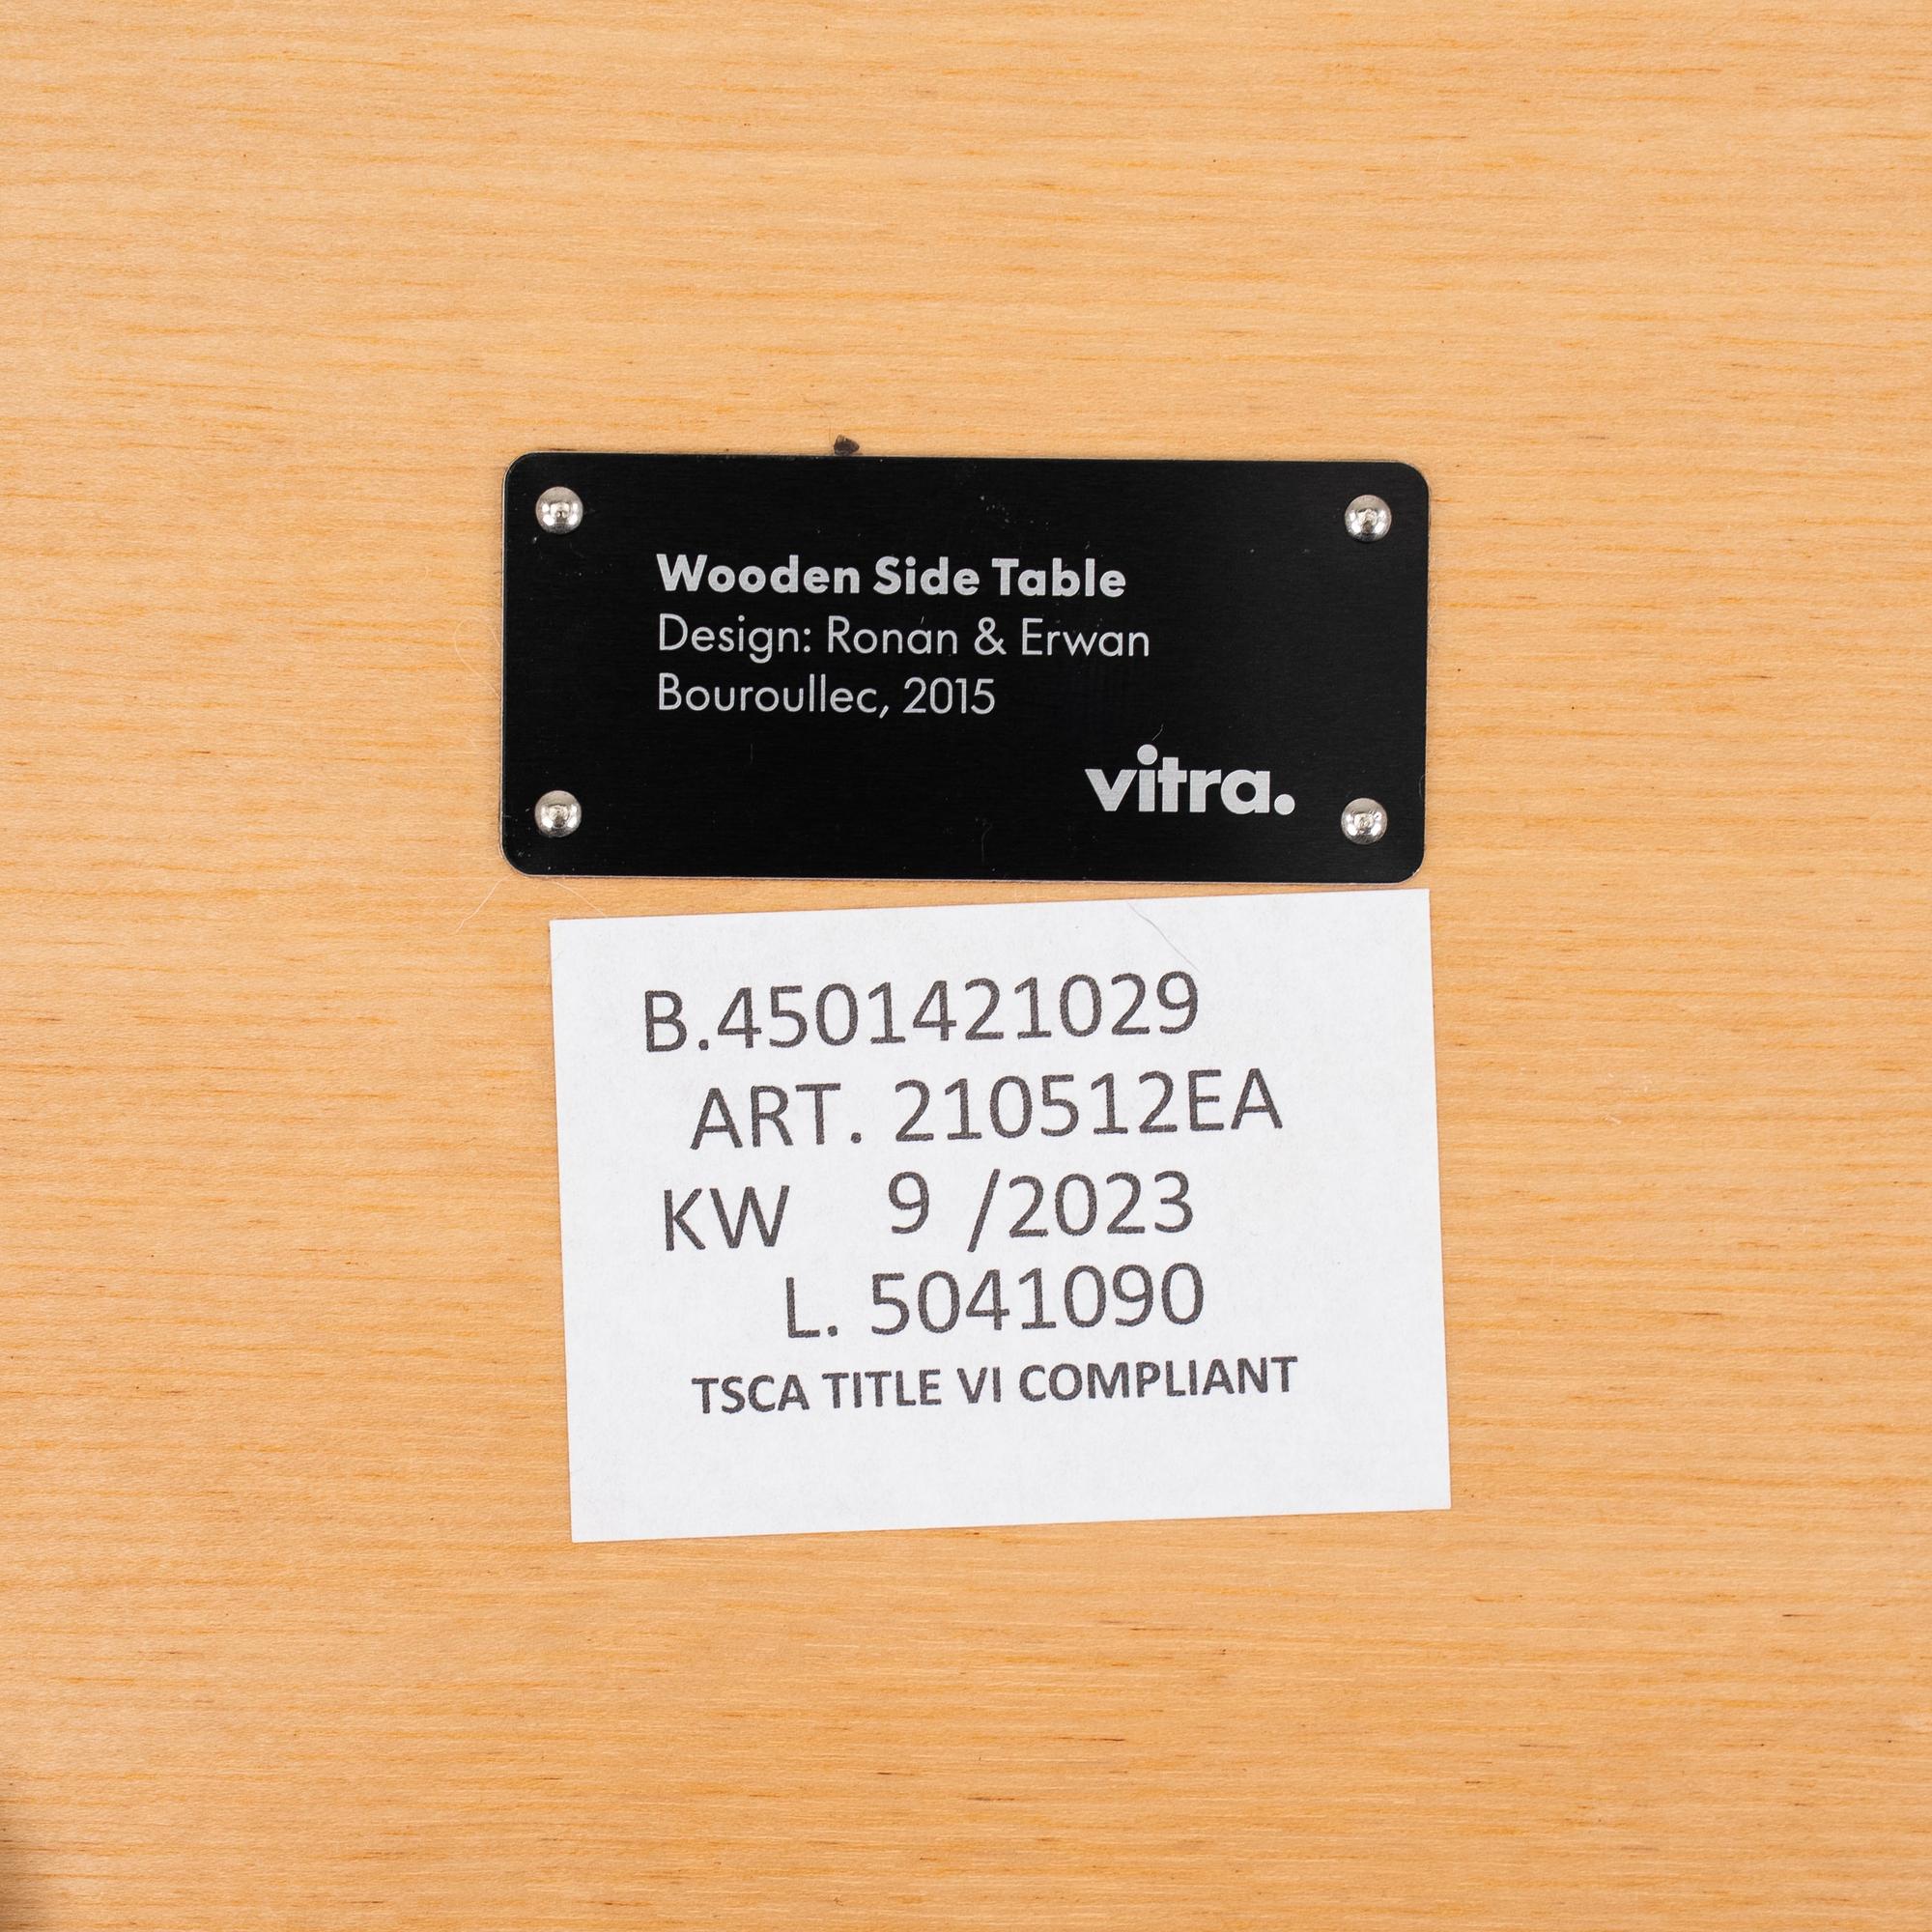 Wooden Side Table
Design: Ronan & Erwan
Bouroullec, 2015
vitra.
B.4501421029
ART. 210512EA
KW 9 /2023
L. 5041090
TSCA TITLE VI COMPLIANT